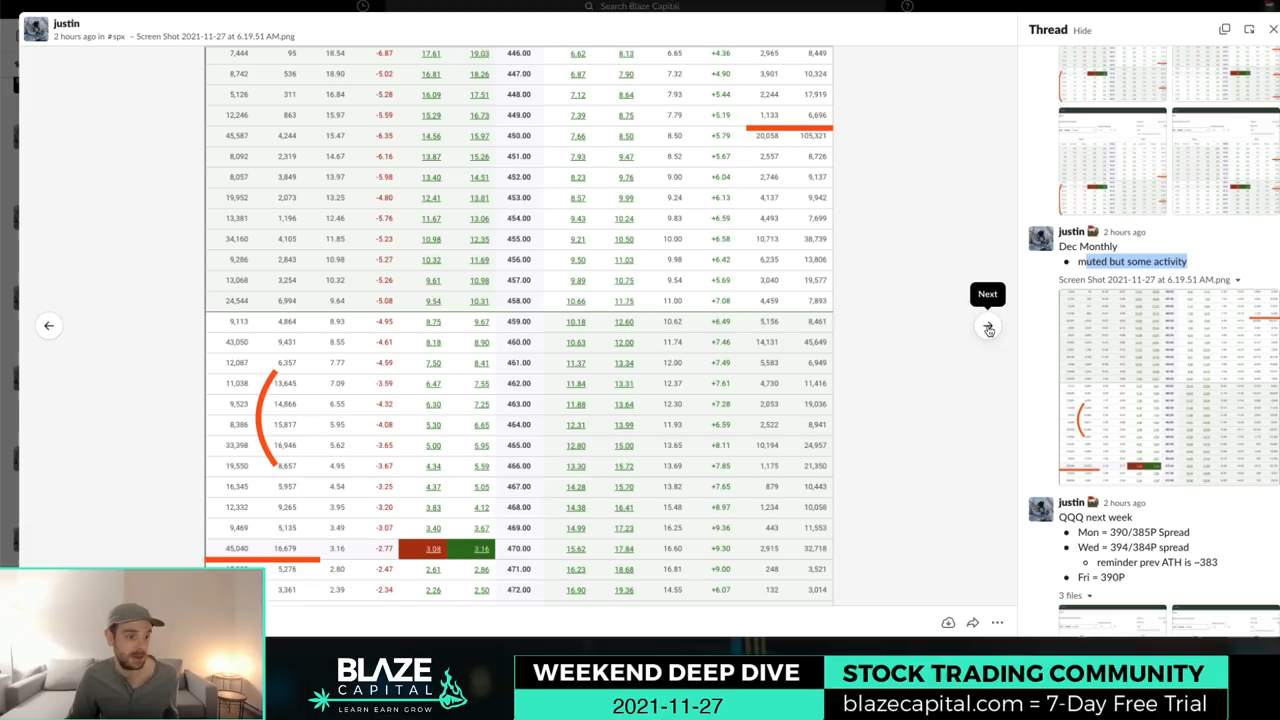 Search Blaze Capital
justin
2 hours ago in #spx – Screen Shot 2021-11-27 at 6.19.51 AM.png
7,444 95 18.54 -6.87 17.61 19.03 446.00 6.62 8.13 6.65 +4.36 2,965 8,449
8,742 536 18.90 -5.02 16.81 18.26 447.00 6.87 7.90 7.32 +4.90 3,901 10,324
5,126 311 16.84 -5.28 16.09 17.51 448.00 7.12 8.64 7.93 +5.44 2,244 17,919
12,246 863 15.97 -5.59 15.29 16.73 449.00 7.39 8.75 7.79 +5.19 1,133 6,696
45,587 4,244 15.47 -6.35 14.56 15.97 450.00 7.66 8.50 8.50 +5.79 20,058 105,321
8,092 2,319 14.67 -6.16 13.87 15.26 451.00 7.93 9.47 8.52 +5.67 2,557 8,726
8,057 3,849 13.97 -5.98 13.40 14.51 452.00 8.23 9.76 9.00 +6.04 2,746 9,137
19,952 2,073 13.25 -4.80 12.41 13.81 453.00 8.57 9.99 9.24 +6.13 4,137 9,942
13,381 1,196 12.46 -5.76 11.67 13.06 454.00 9.43 10.24 9.83 +6.59 4,493 7,699
34,160 4,105 11.85 -5.23 10.98 12.35 455.00 9.21 10.50 10.00 +6.58 10,713 38,739
9,286 2,843 10.98 -5.27 10.32 11.69 456.00 9.50 11.03 9.98 +6.42 6,235 13,806
13,068 3,254 10.32 -5.26 10.98 457.00 9.89 10.75 9.54 +5.69 3,040 19,577
24,544 6,994 9.64 -5.08 10.31 458.00 10.66 11.75 11.00 +7.08 4,459 7,893
9,113 4,864 8.93 -4.95 9.67 459.00 10.18 12.60 10.62 +6.49 5,156 8,461
43,050 9,431 8.55 -4.61 8.90 460.00 10.63 12.00 11.74 +7.46 14,131 45,649
12,087 6,357 7.77 -4.77 8.41 461.00 11.37 13.34 12.00 +7.49 5,583 6,949
11,038 13,645 7.09 -3.59 7.55 462.00 11.84 13.31 12.37 +7.61 4,730 11,416
9,523 14,866 6.55 7.25 463.00 11.88 13.64 12.30 +7.28 2,053 19,036
8,386 15,817 5.95 -4.08 6.65 464.00 12.31 13.99 12.93 +6.59 2,522 8,941
33,398 16,946 5.62 5.95 465.00 12.80 15.00 13.65 +8.11 10,194 24,957
19,550 8,657 4.95 -3.67 5.59 466.00 13.30 15.72 13.69 +7.85 1,175 21,350
16,345 5,957 4.54 -3.25 5.05 467.00 14.28 15.70 13.82 +7.65 879 10,443
12,332 9,265 3.95 -3.20 3.80 4.12 468.00 14.38 16.41 15.48 +8.97 1,234 10,058
9,469 5,135 3.49 -3.07 3.40 3.67 469.00 14.99 17.23 16.25 +9.36 443 11,553
45,040 16,679 3.16 -2.77 3.08 3.16 470.00 15.62 17.84 16.60 +9.30 2,915 32,718
5,276 2.80 -2.47 2.61 2.86 471.00 16.23 18.68 16.81 +9.00 248 3,521
3,361 2.39 -2.34 2.26 2.50 472.00 16.90 19.36 14.55 +6.07 132 3,014
Next
Thread Hide
justin 2 hours ago
Dec Monthly
• muted but some activity
Screen Shot 2021-11-27 at 6.19.51 AM.png
justin 2 hours ago
QQQ next week
• Mon = 390/385P Spread
• Wed = 394/384P spread
reminder prev ATH is ~383
• Fri = 390P
3 files
BLAZE
CAPITAL
LEARN EARN GROW
WEEKEND DEEP DIVE
2021-11-27
STOCK TRADING COMMUNITY
blazecapital.com = 7-Day Free Trial